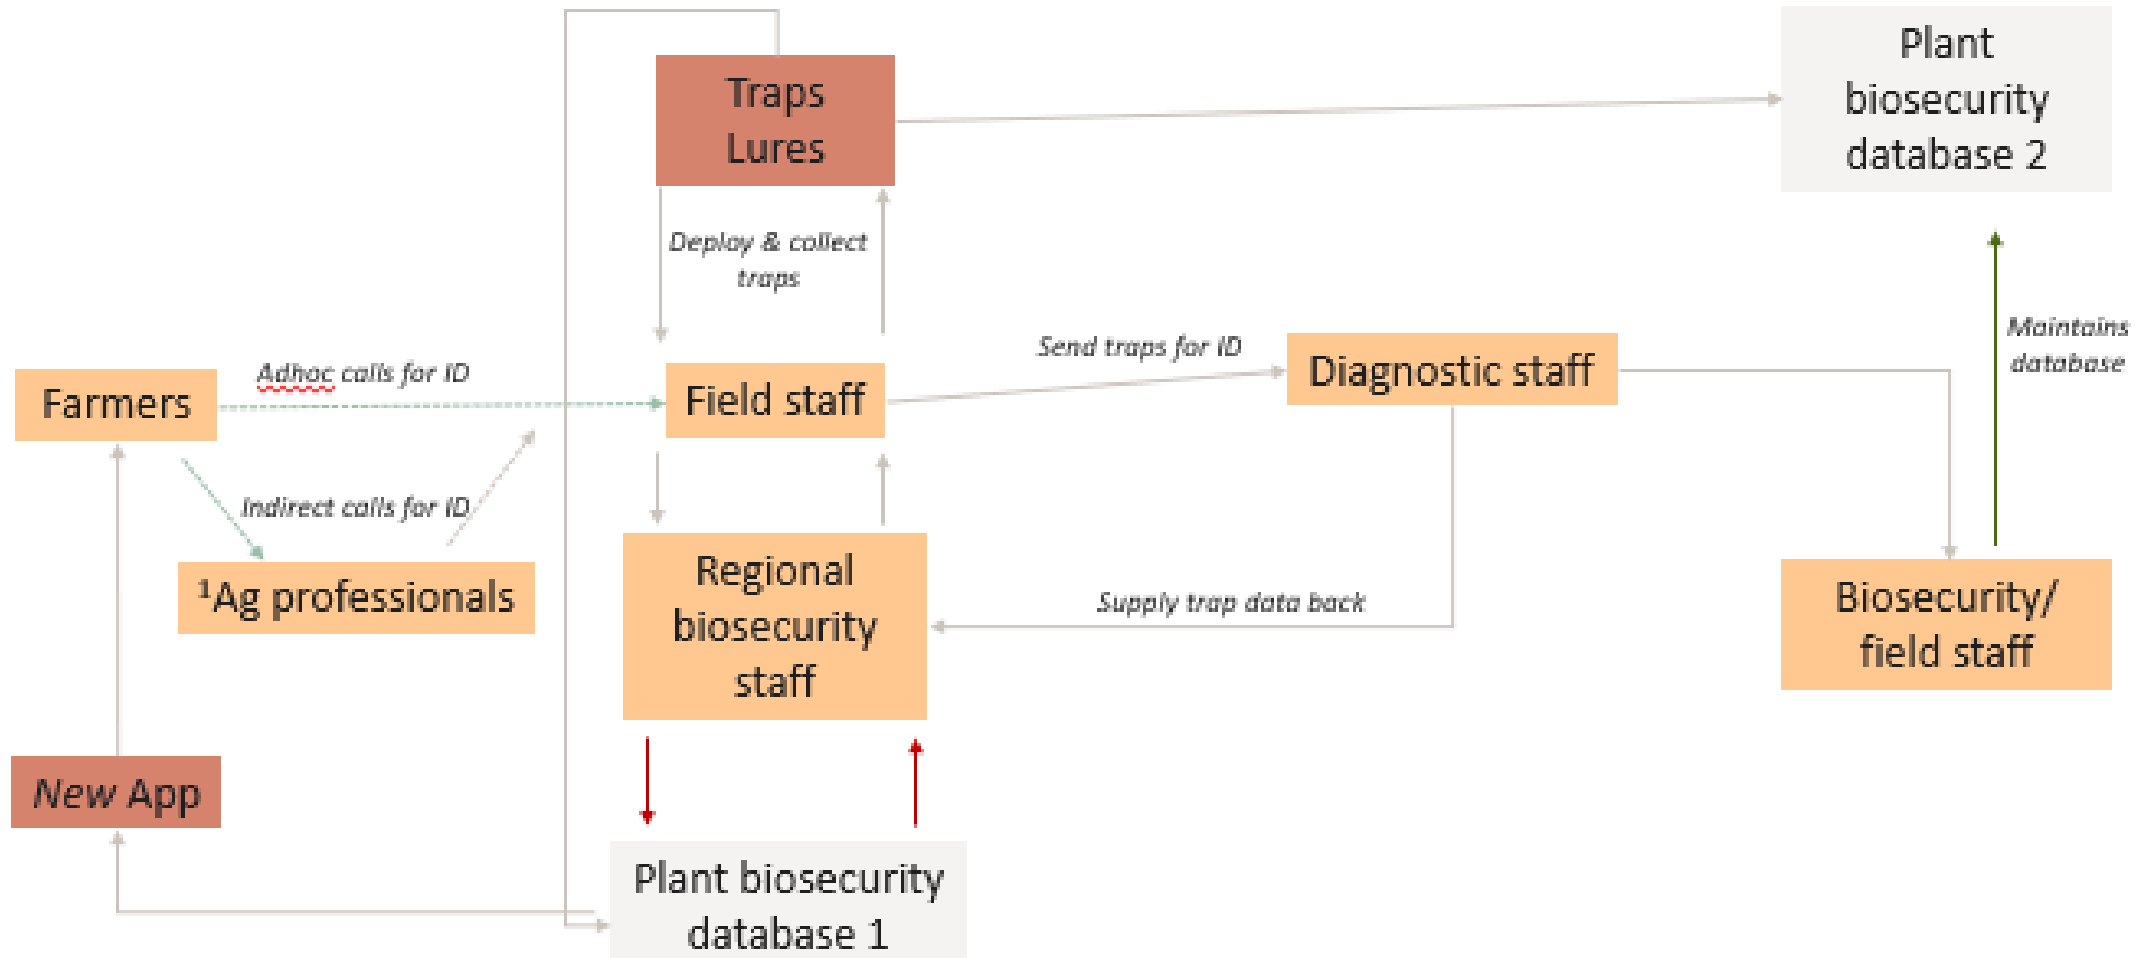 Traps
Lures
Plant
biosecurity
database 2
Deploy & collect
traps
Maintains
database
Send traps for ID
Diagnostic staff
Adhoc calls for ID
Farmers
Field staff
Indirect calls for ID
¹Ag professionals
Regional
biosecurity
staff
Supply trap data back
Biosecurity/
field staff
New App
Plant biosecurity
database 1